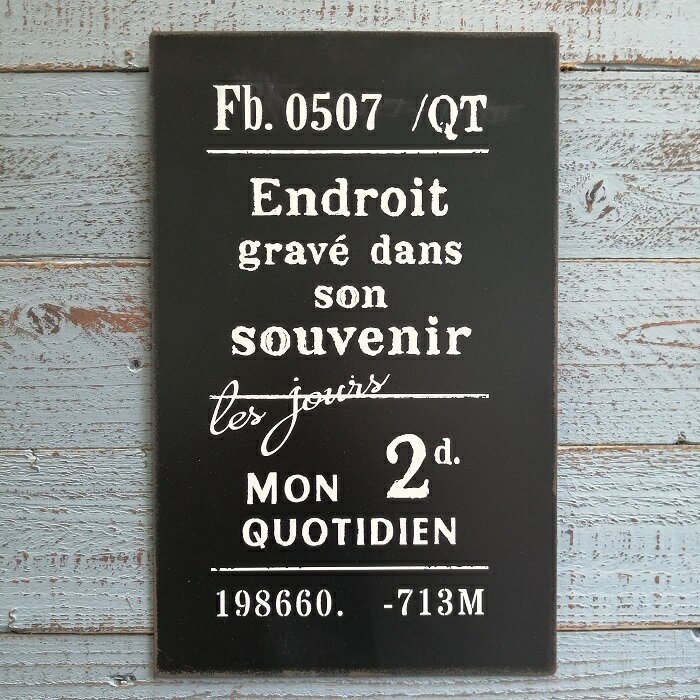 Fb. 0507 /QT
Endroit
gravé dans
son
souvenir
les jours
MON 2d.
QUOTIDIEN
198660. -713M